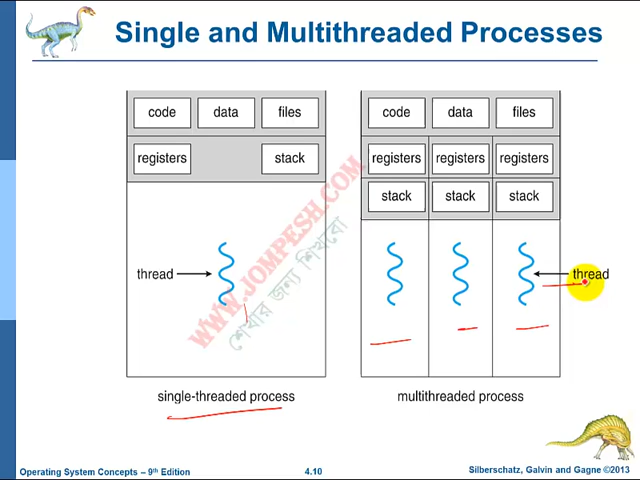 Single and Multithreaded Processes
code data files
registers stack
thread
single-threaded process
code data files
registers registers registers
stack stack stack
thread
multithreaded process
WWW.JOMPESH.COM
শেখার জন্য শিখবো
Operating System Concepts – 9th Edition
4.10
Silberschatz, Galvin and Gagne ©2013